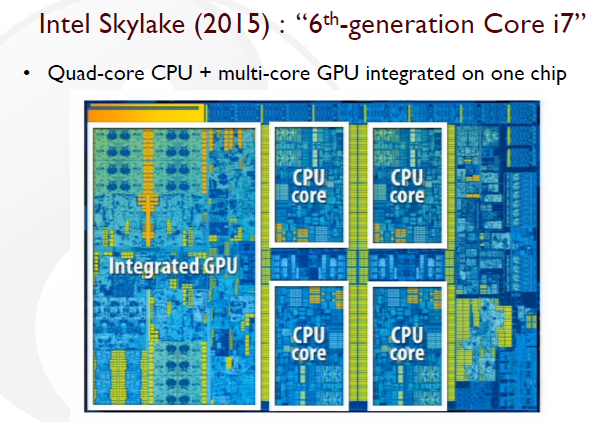 Intel Skylake (2015) : “6th-generation Core i7”
• Quad-core CPU + multi-core GPU integrated on one chip
CPU
core
CPU
core
Integrated GPU
CPU
core
CPU
core